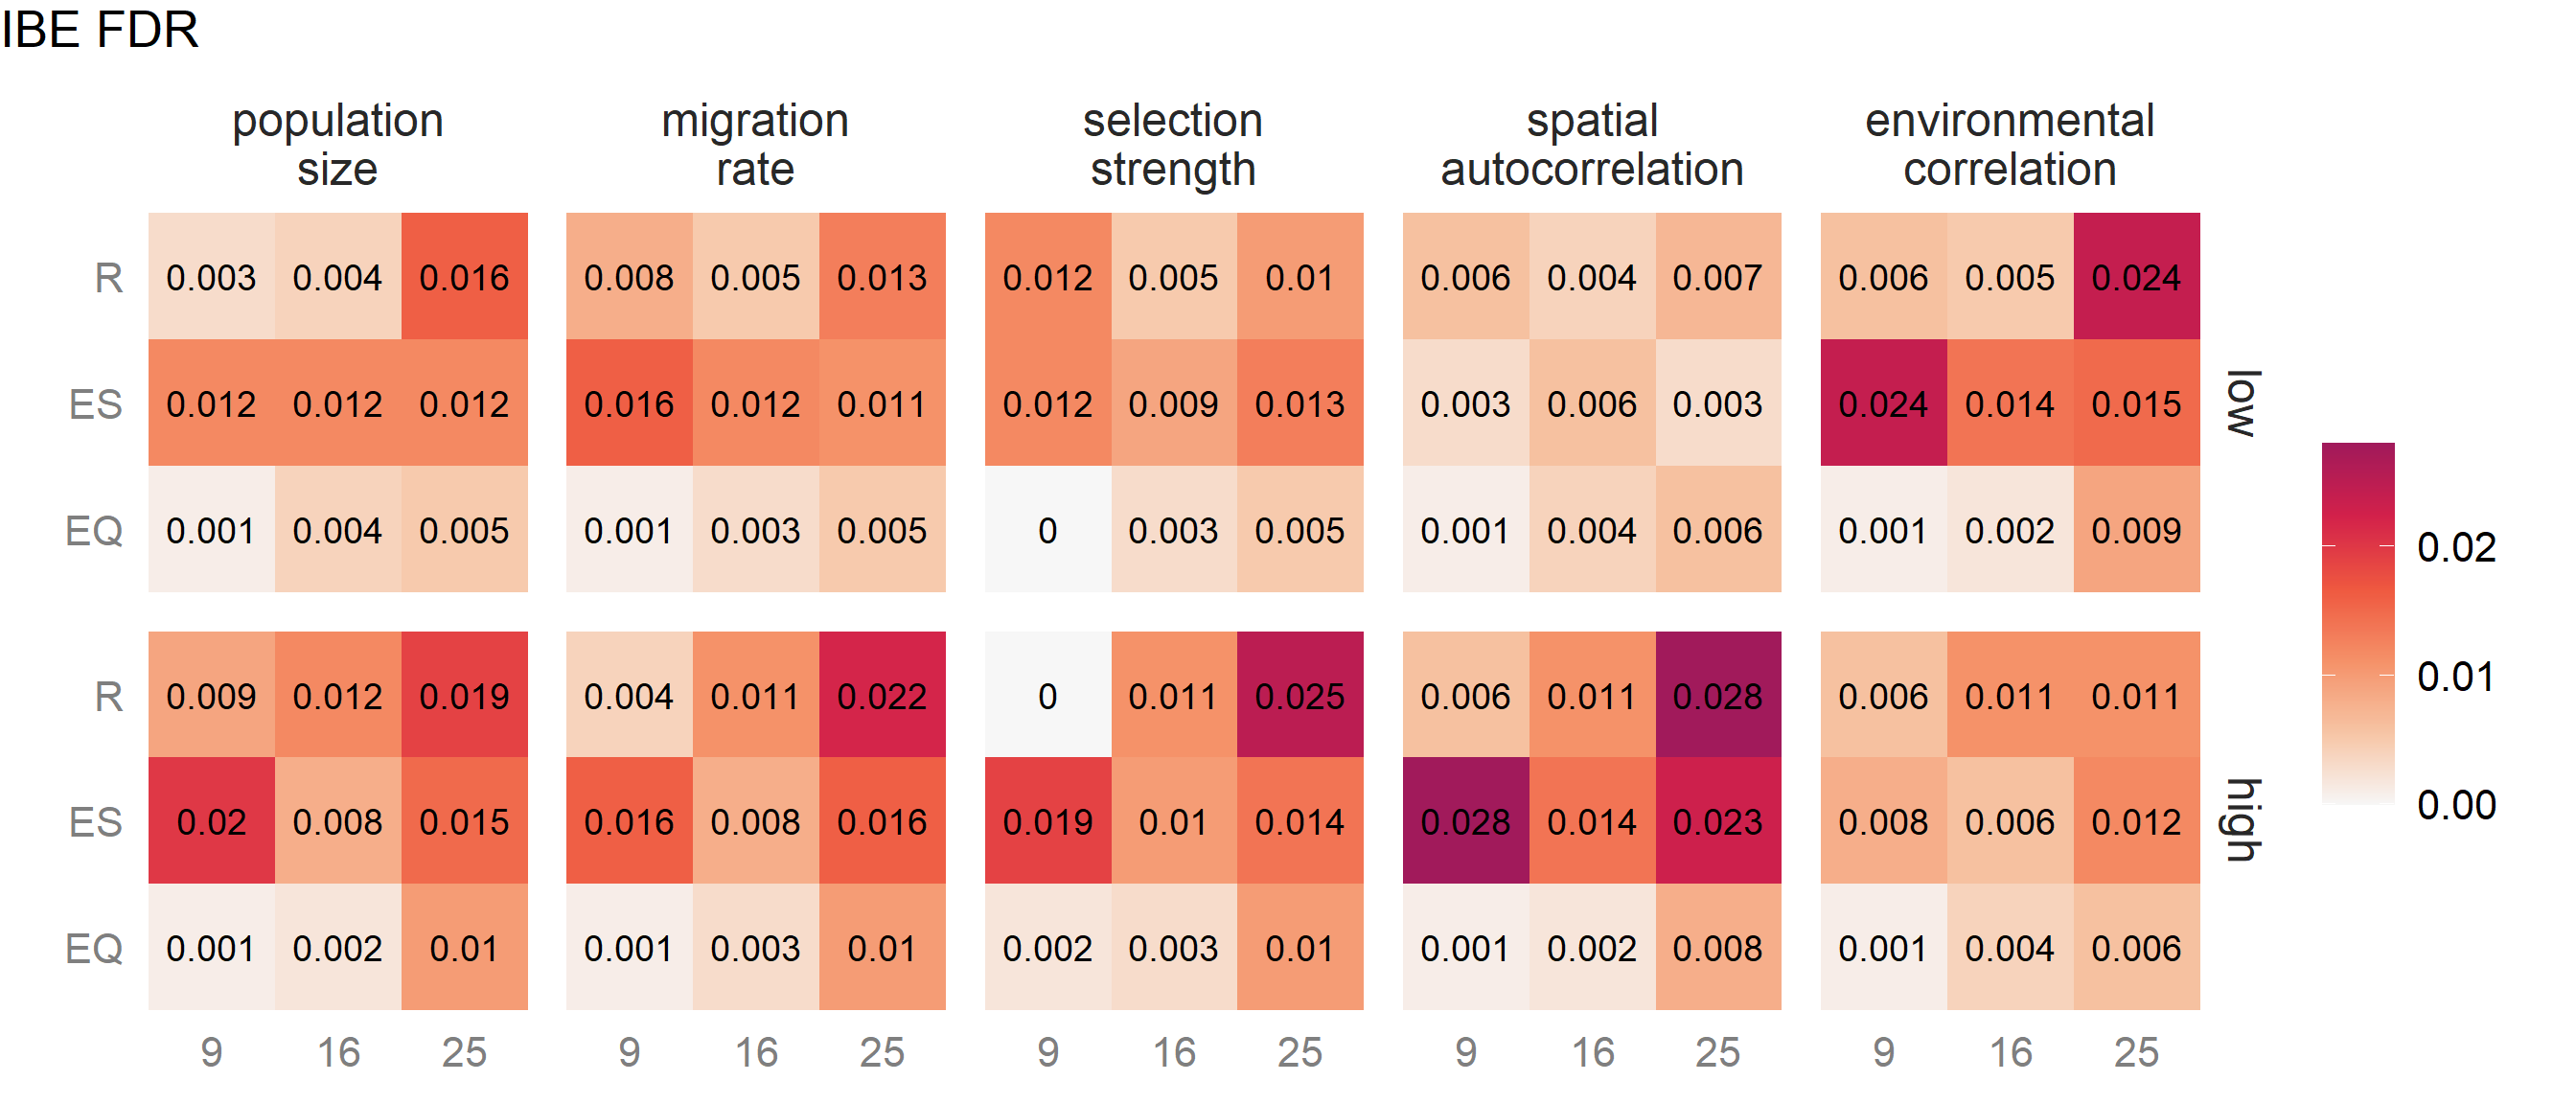 IBE FDR
population size
migration rate
selection strength
spatial autocorrelation
environmental correlation
R 0.003 0.004 0.016 0.008 0.005 0.013 0.012 0.005 0.01 0.006 0.004 0.007 0.006 0.005 0.024
ES 0.012 0.012 0.012 0.016 0.012 0.011 0.012 0.009 0.013 0.003 0.006 0.003 0.024 0.014 0.015
EQ 0.001 0.004 0.005 0.001 0.003 0.005 0 0.003 0.005 0.001 0.004 0.006 0.001 0.002 0.009
low
R 0.009 0.012 0.019 0.004 0.011 0.022 0 0.011 0.025 0.006 0.011 0.028 0.006 0.011 0.011
ES 0.02 0.008 0.015 0.016 0.008 0.016 0.019 0.01 0.014 0.028 0.014 0.023 0.008 0.006 0.012
EQ 0.001 0.002 0.01 0.001 0.003 0.01 0.002 0.003 0.01 0.001 0.002 0.008 0.001 0.004 0.006
high
9 16 25 9 16 25 9 16 25 9 16 25 9 16 25
0.02
0.01
0.00